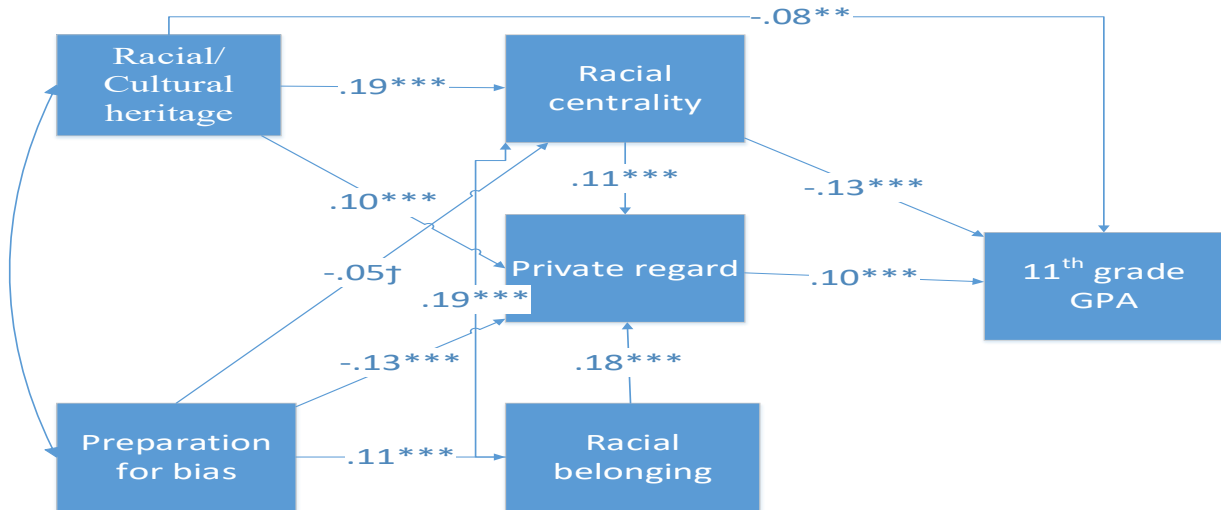 -.08**
Racial/
Cultural
heritage
.19***
Racial
centrality
.11***
-.13***
.10***
Private regard
-.05†
.19***
.10***
11th grade
GPA
-.13***
.18***
Preparation
for bias
.11***
Racial
belonging